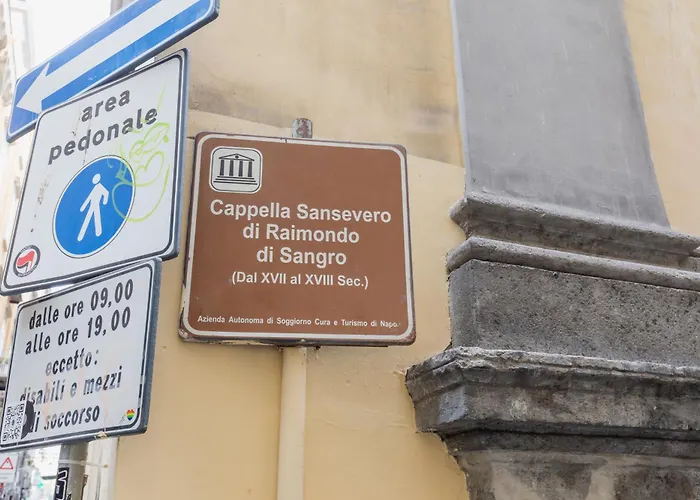 area
pedonale
dalle ore 09,00
alle ore 19,00
eccetto:
disabili e mezzi
di soccorso
Cappella Sansevero
di Raimondo
di Sangro
(Dal XVII al XVIII Sec.)
Azienda Autonoma di Soggiorno Cura e Turismo di Napo